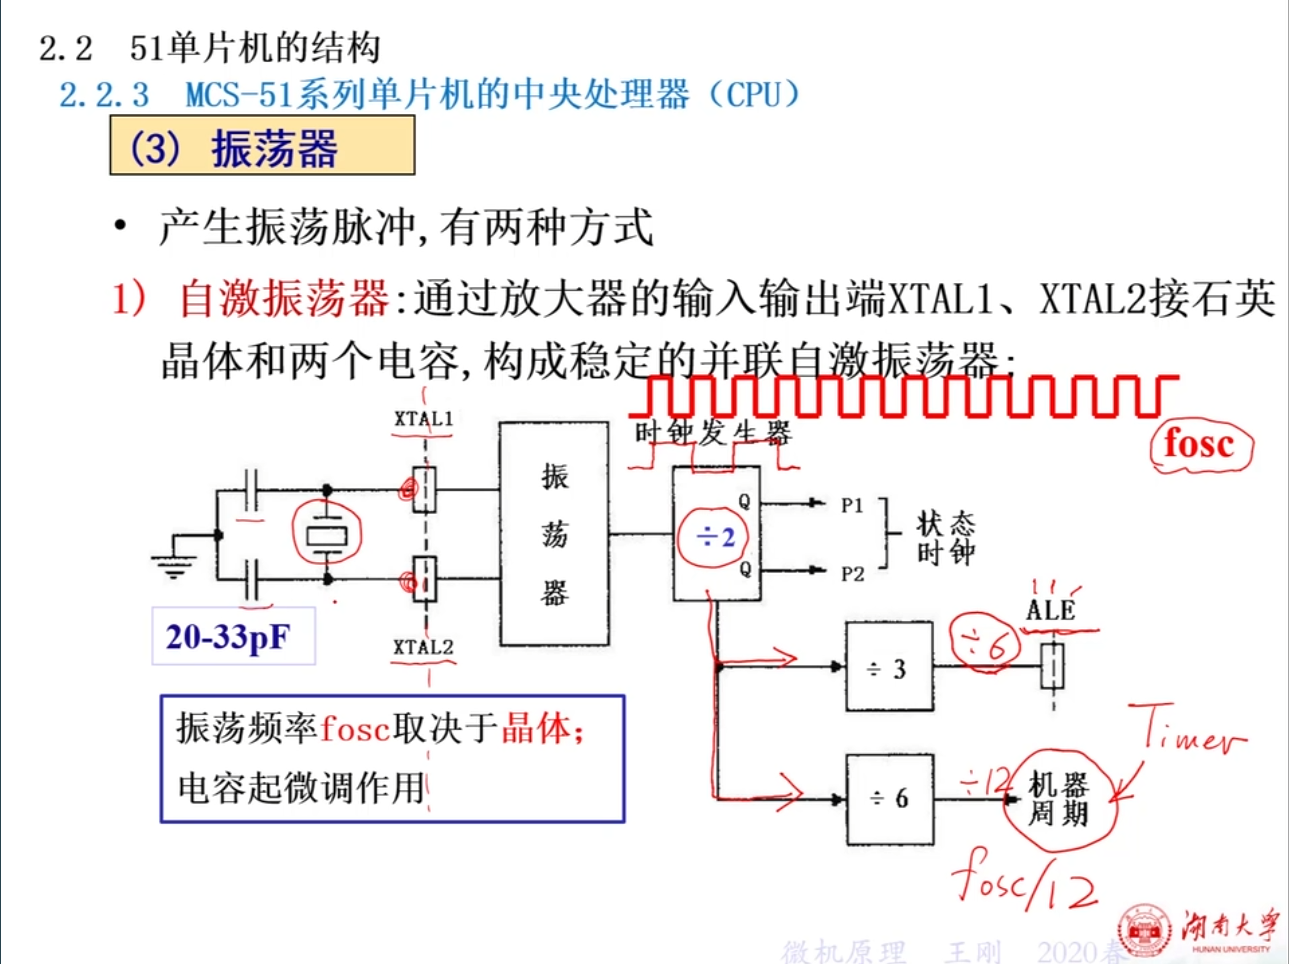 2.2 51单片机的结构
2.2.3 MCS-51系列单片机的中央处理器（CPU）
(3) 振荡器
• 产生振荡脉冲,有两种方式
1) 自激振荡器:通过放大器的输入输出端XTAL1、XTAL2接石英
晶体和两个电容,构成稳定的并联自激振荡器;
XTAL1
时钟发生器
fosc
振
荡
器
÷2
Q
Q
P1
P2
状态
时钟
20-33pF
XTAL2
ALE
÷ 3
÷6
振荡频率fosc取决于晶体;
电容起微调作用
Timer
÷ 6
÷12
机器
周期
fosc/12
湖南大学
HUNAN UNIVERSITY
微机原理 王刚 2020春